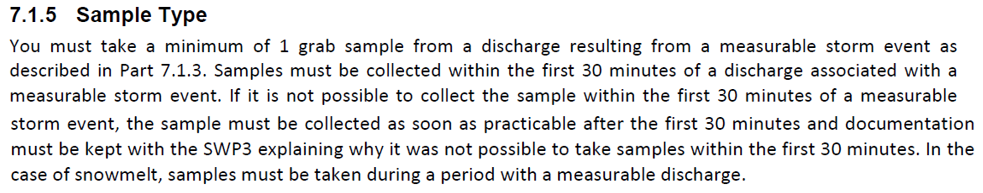 7.1.5 Sample Type
You must take a minimum of 1 grab sample from a discharge resulting from a measurable storm event as
described in Part 7.1.3. Samples must be collected within the first 30 minutes of a discharge associated with a
measurable storm event. If it is not possible to collect the sample within the first 30 minutes of a measurable
storm event, the sample must be collected as soon as practicable after the first 30 minutes and documentation
must be kept with the SWP3 explaining why it was not possible to take samples within the first 30 minutes. In the
case of snowmelt, samples must be taken during a period with a measurable discharge.